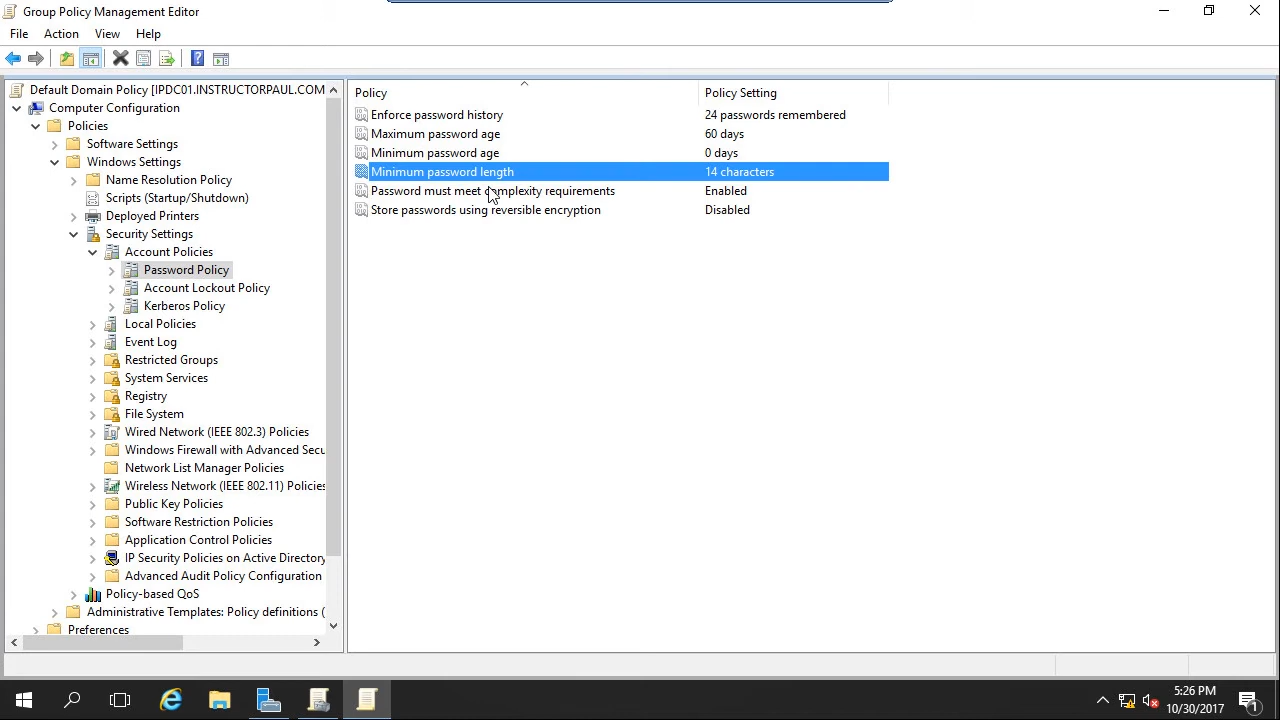 Group Policy Management Editor
File Action View Help
Default Domain Policy [IPDC01.INSTRUCTORPAUL.COM
Computer Configuration
Policies
Software Settings
Windows Settings
Name Resolution Policy
Scripts (Startup/Shutdown)
Deployed Printers
Security Settings
Account Policies
Password Policy
Account Lockout Policy
Kerberos Policy
Local Policies
Event Log
Restricted Groups
System Services
Registry
File System
Wired Network (IEEE 802.3) Policies
Windows Firewall with Advanced Secu
Network List Manager Policies
Wireless Network (IEEE 802.11) Policies
Public Key Policies
Software Restriction Policies
Application Control Policies
IP Security Policies on Active Directory
Advanced Audit Policy Configuration
Policy-based QoS
Administrative Templates: Policy definitions (
Preferences
Policy Policy Setting
Enforce password history 24 passwords remembered
Maximum password age 60 days
Minimum password age 0 days
Minimum password length 14 characters
Password must meet complexity requirements Enabled
Store passwords using reversible encryption Disabled
5:26 PM
10/30/2017
1